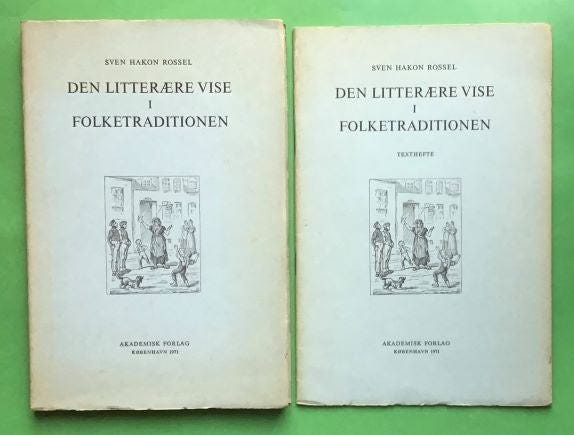 SVEN HAKON ROSSEL
DEN LITTERÆRE VISE
I
FOLKETRADITIONEN
AKADEMISK FORLAG
KØBENHAVN 1971
SVEN HAKON ROSSEL
DEN LITTERÆRE VISE
I
FOLKETRADITIONEN
TEXTHEFTE
AKADEMISK FORLAG
KØBENHAVN 1971